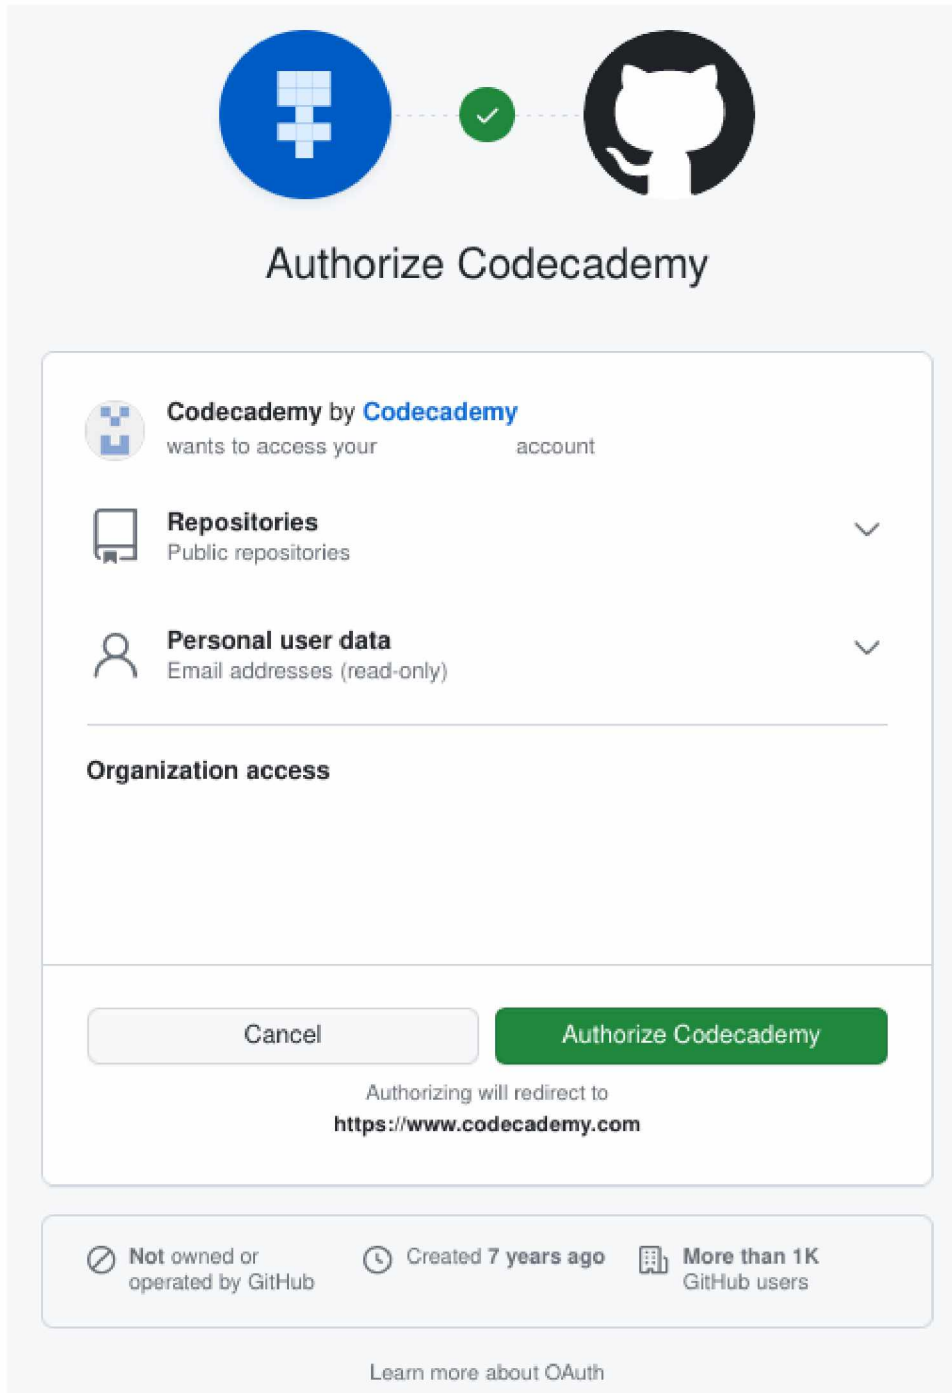 Authorize Codecademy
Codecademy by Codecademy
wants to access your account
Repositories
Public repositories
Personal user data
Email addresses (read-only)
Organization access
Cancel
Authorize Codecademy
Authorizing will redirect to
https://www.codecademy.com
Not owned or
operated by GitHub
Created 7 years ago
More than 1K
GitHub users
Learn more about OAuth